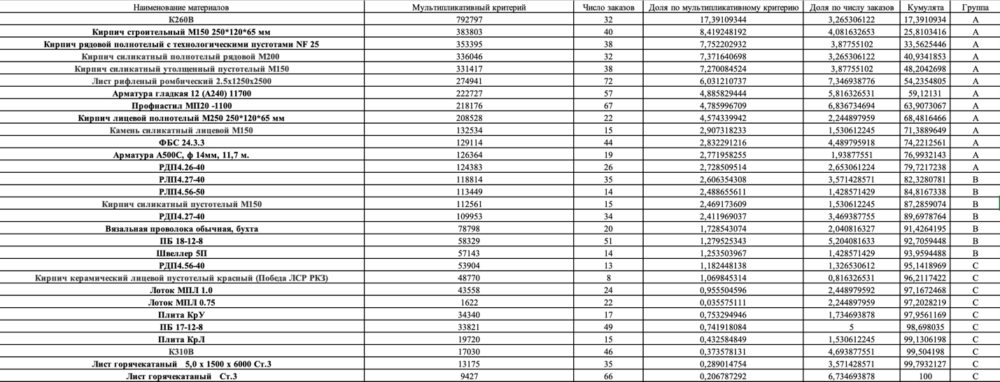 Наименование материалов Мультипликативный критерий Число заказов Доля по мультипликативному критерию Доля по числу заказов Кумулята Группа
К260В 792797 32 17,39109344 3,265306122 17,3910934 А
Кирпич строительный М150 250*120*65 мм 383803 40 8,419248192 4,081632653 25,8103416 А
Кирпич рядовой полнотелый с технологическими пустотами NF 25 353395 38 7,752202932 3,87755102 33,5625446 А
Кирпич силикатный полнотелый рядовой М200 336046 32 7,371640698 3,265306122 40,9341853 А
Кирпич силикатный утолщенный пустотелый М150 331417 38 7,270084524 3,87755102 48,2042698 А
Лист рифленый ромбический 2.5х1250х2500 274941 72 6,031210737 7,346938776 54,2354805 А
Арматура гладкая 12 (А240) 11700 222727 57 4,885829444 5,816326531 59,12131 А
Профнастил МП20 -1100 218176 67 4,785996709 6,836734694 63,9073067 А
Кирпич лицевой полнотелый М250 250*120*65 мм 208528 22 4,574339942 2,244897959 68,4816466 А
Камень силикатный лицевой М150 132534 15 2,907318233 1,530612245 71,3889649 А
ФБС 24.3.3 129114 44 2,832291216 4,489795918 74,2212561 А
Арматура А500С, ф 14мм, 11,7 м. 126364 19 2,771958255 1,93877551 76,9932143 А
РДП4.26-40 124383 26 2,728509514 2,653061224 79,7217238 А
РЛП4.27-40 118814 35 2,606354308 3,571428571 82,3280781 В
РЛП4.56-50 113449 14 2,488655611 1,428571429 84,8167338 В
Кирпич силикатный пустотелый М150 112561 15 2,469173609 1,530612245 87,2859074 В
РДП4.27-40 109953 34 2,411969037 3,469387755 89,6978764 В
Вязальная проволока обычная, бухта 78798 20 1,728543074 2,040816327 91,4264195 В
ПБ 18-12-8 58329 51 1,279525343 5,204081633 92,7059448 В
Швеллер 5П 57143 14 1,253503967 1,428571429 93,9594488 В
РДП4.56-40 53904 13 1,182448138 1,326530612 95,1418969 С
Кирпич керамический лицевой пустотелый красный (Победа ЛСР РКЗ) 48770 8 1,069845314 0,816326531 96,2117422 С
Лоток МПЛ 1.0 43558 24 0,955504596 2,448979592 97,1672468 С
Лоток МПЛ 0.75 1622 22 0,035575111 2,244897959 97,2028219 С
Плита КрУ 34340 17 0,753294946 1,734693878 97,9561169 С
ПБ 17-12-8 33821 49 0,741918084 5 98,698035 С
Плита КрЛ 19720 15 0,432584849 1,530612245 99,1306198 С
К310В 17030 46 0,373578131 4,693877551 99,504198 С
Лист горячекатаный 5,0 х 1500 х 6000 Ст.3 13175 35 0,289014754 3,571428571 99,7932127 С
Лист горячекатаный Ст.3 9427 66 0,206787292 6,734693878 100 С